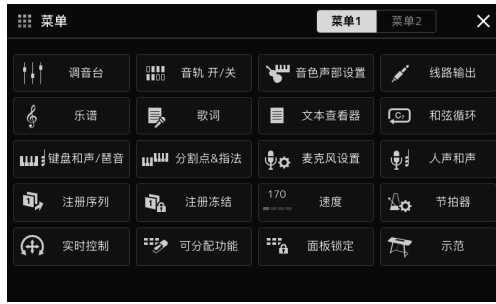 菜单 菜单1 菜单2
调音台 音轨 开/关 音色声部设置 线路输出
乐谱 歌词 文本查看器 和弦循环
键盘和声/琶音 分割点&指法 麦克风设置 人声和声
注册序列 注册冻结 170 速度 节拍器
实时控制 可分配功能 面板锁定 示范